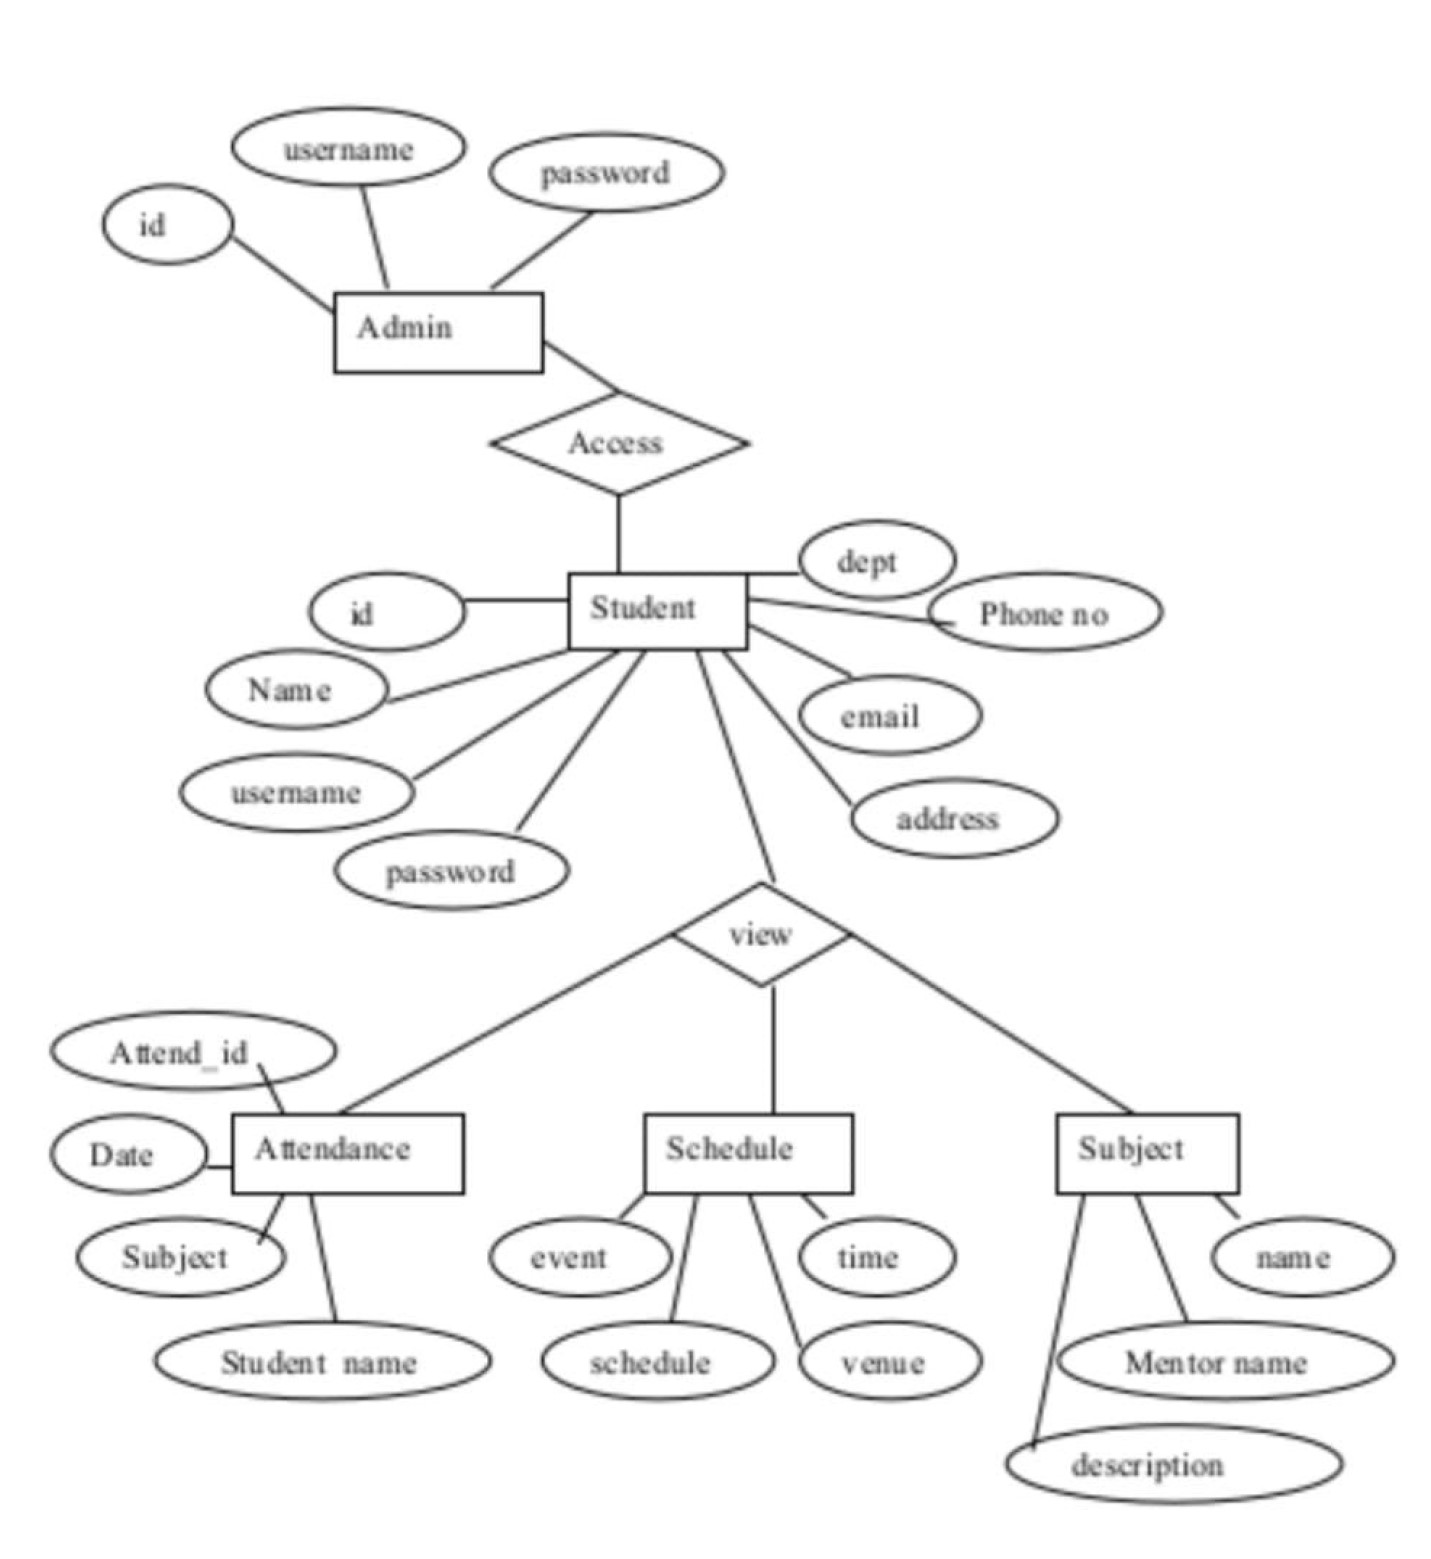 username
password
id
Admin
Access
dept
id
Student
Phone no
Name
email
username
address
password
view
Attend_id
Date
Attendance
Schedule
Subject
Subject
event
time
name
Student name
schedule
venue
Mentor name
description